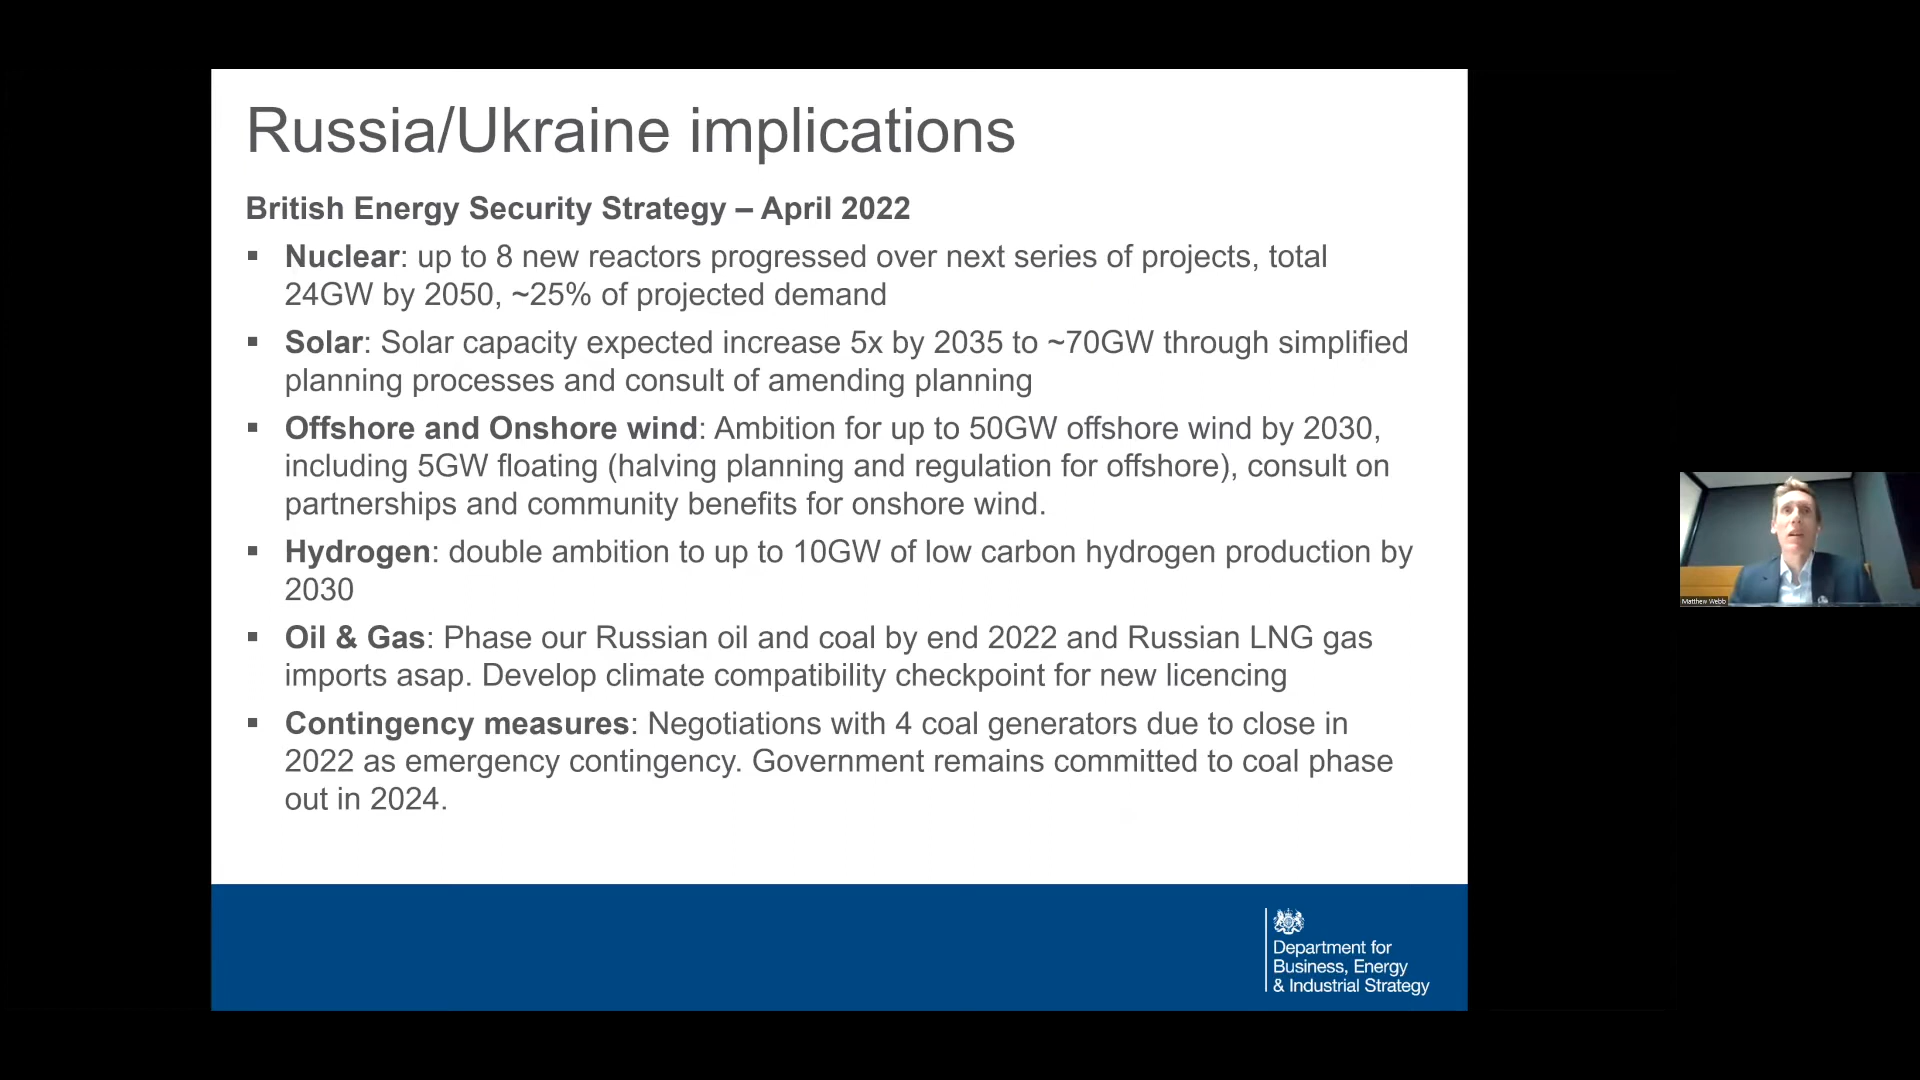 Russia/Ukraine implications
British Energy Security Strategy – April 2022
▪ Nuclear: up to 8 new reactors progressed over next series of projects, total
24GW by 2050, ~25% of projected demand
▪ Solar: Solar capacity expected increase 5x by 2035 to ~70GW through simplified
planning processes and consult of amending planning
▪ Offshore and Onshore wind: Ambition for up to 50GW offshore wind by 2030,
including 5GW floating (halving planning and regulation for offshore), consult on
partnerships and community benefits for onshore wind.
▪ Hydrogen: double ambition to up to 10GW of low carbon hydrogen production by
2030
▪ Oil & Gas: Phase our Russian oil and coal by end 2022 and Russian LNG gas
imports asap. Develop climate compatibility checkpoint for new licencing
▪ Contingency measures: Negotiations with 4 coal generators due to close in
2022 as emergency contingency. Government remains committed to coal phase
out in 2024.
Department for
Business, Energy
& Industrial Strategy
Matthew Webb